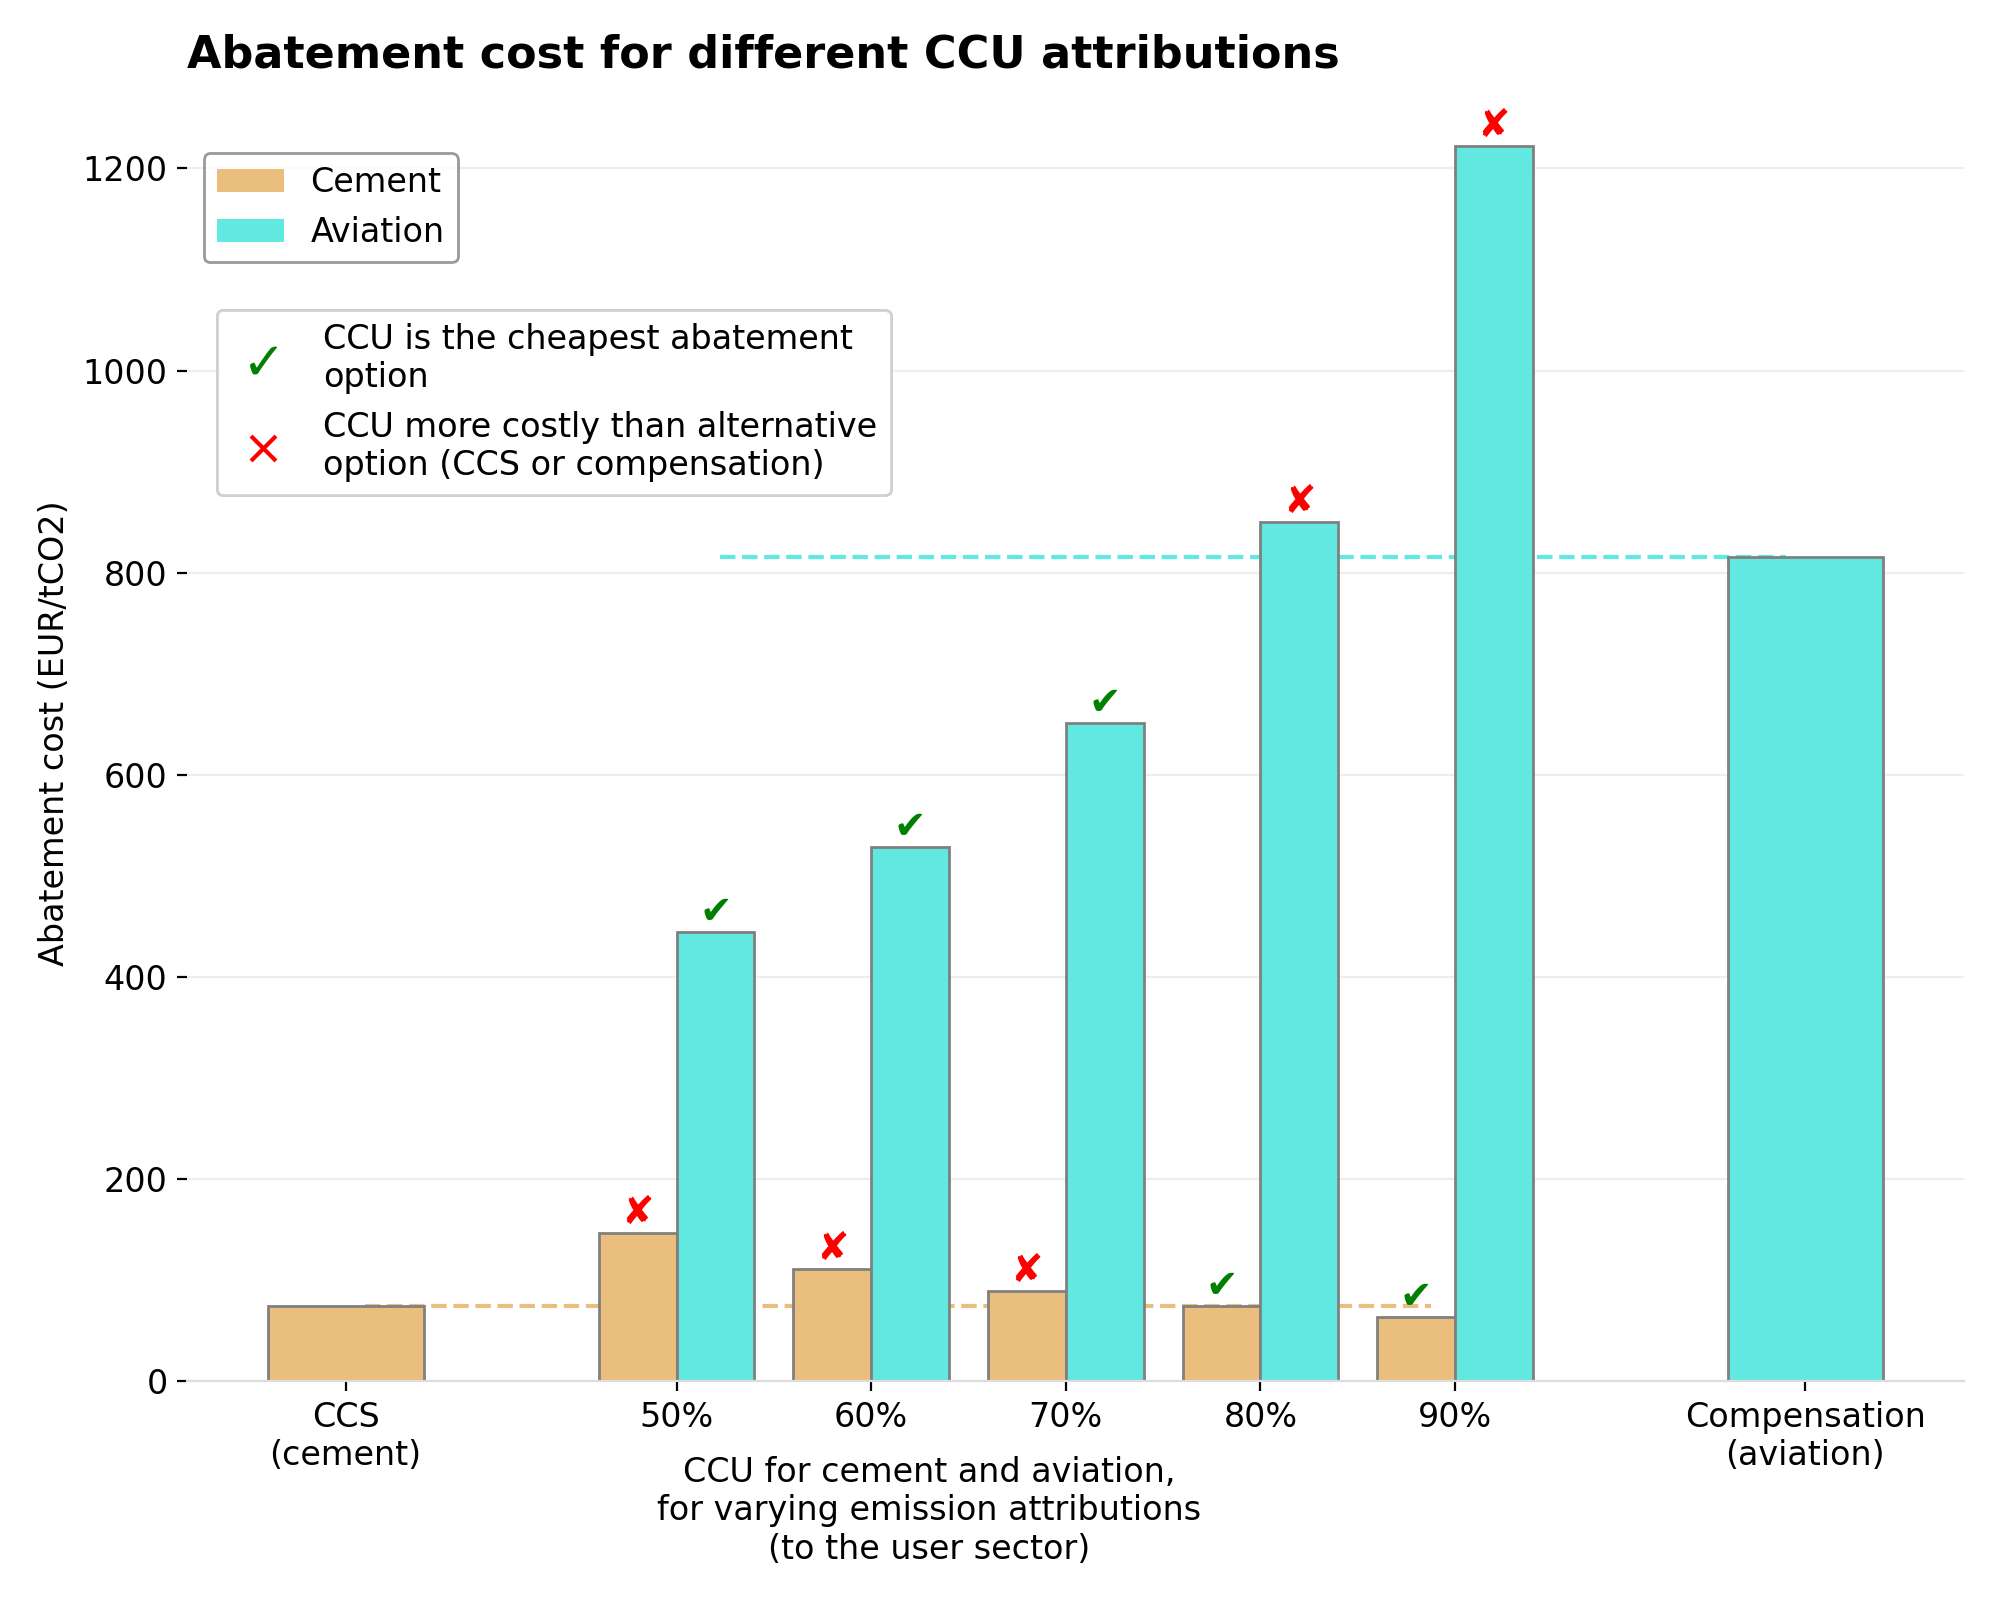 Abatement cost for different CCU attributions
Cement
Aviation
✓ CCU is the cheapest abatement
option
✕ CCU more costly than alternative
option (CCS or compensation)
Abatement cost (EUR/tCO2)
1200
1000
800
600
400
200
0
CCS
(cement)
50%
60%
70%
80%
90%
Compensation
(aviation)
CCU for cement and aviation,
for varying emission attributions
(to the user sector)